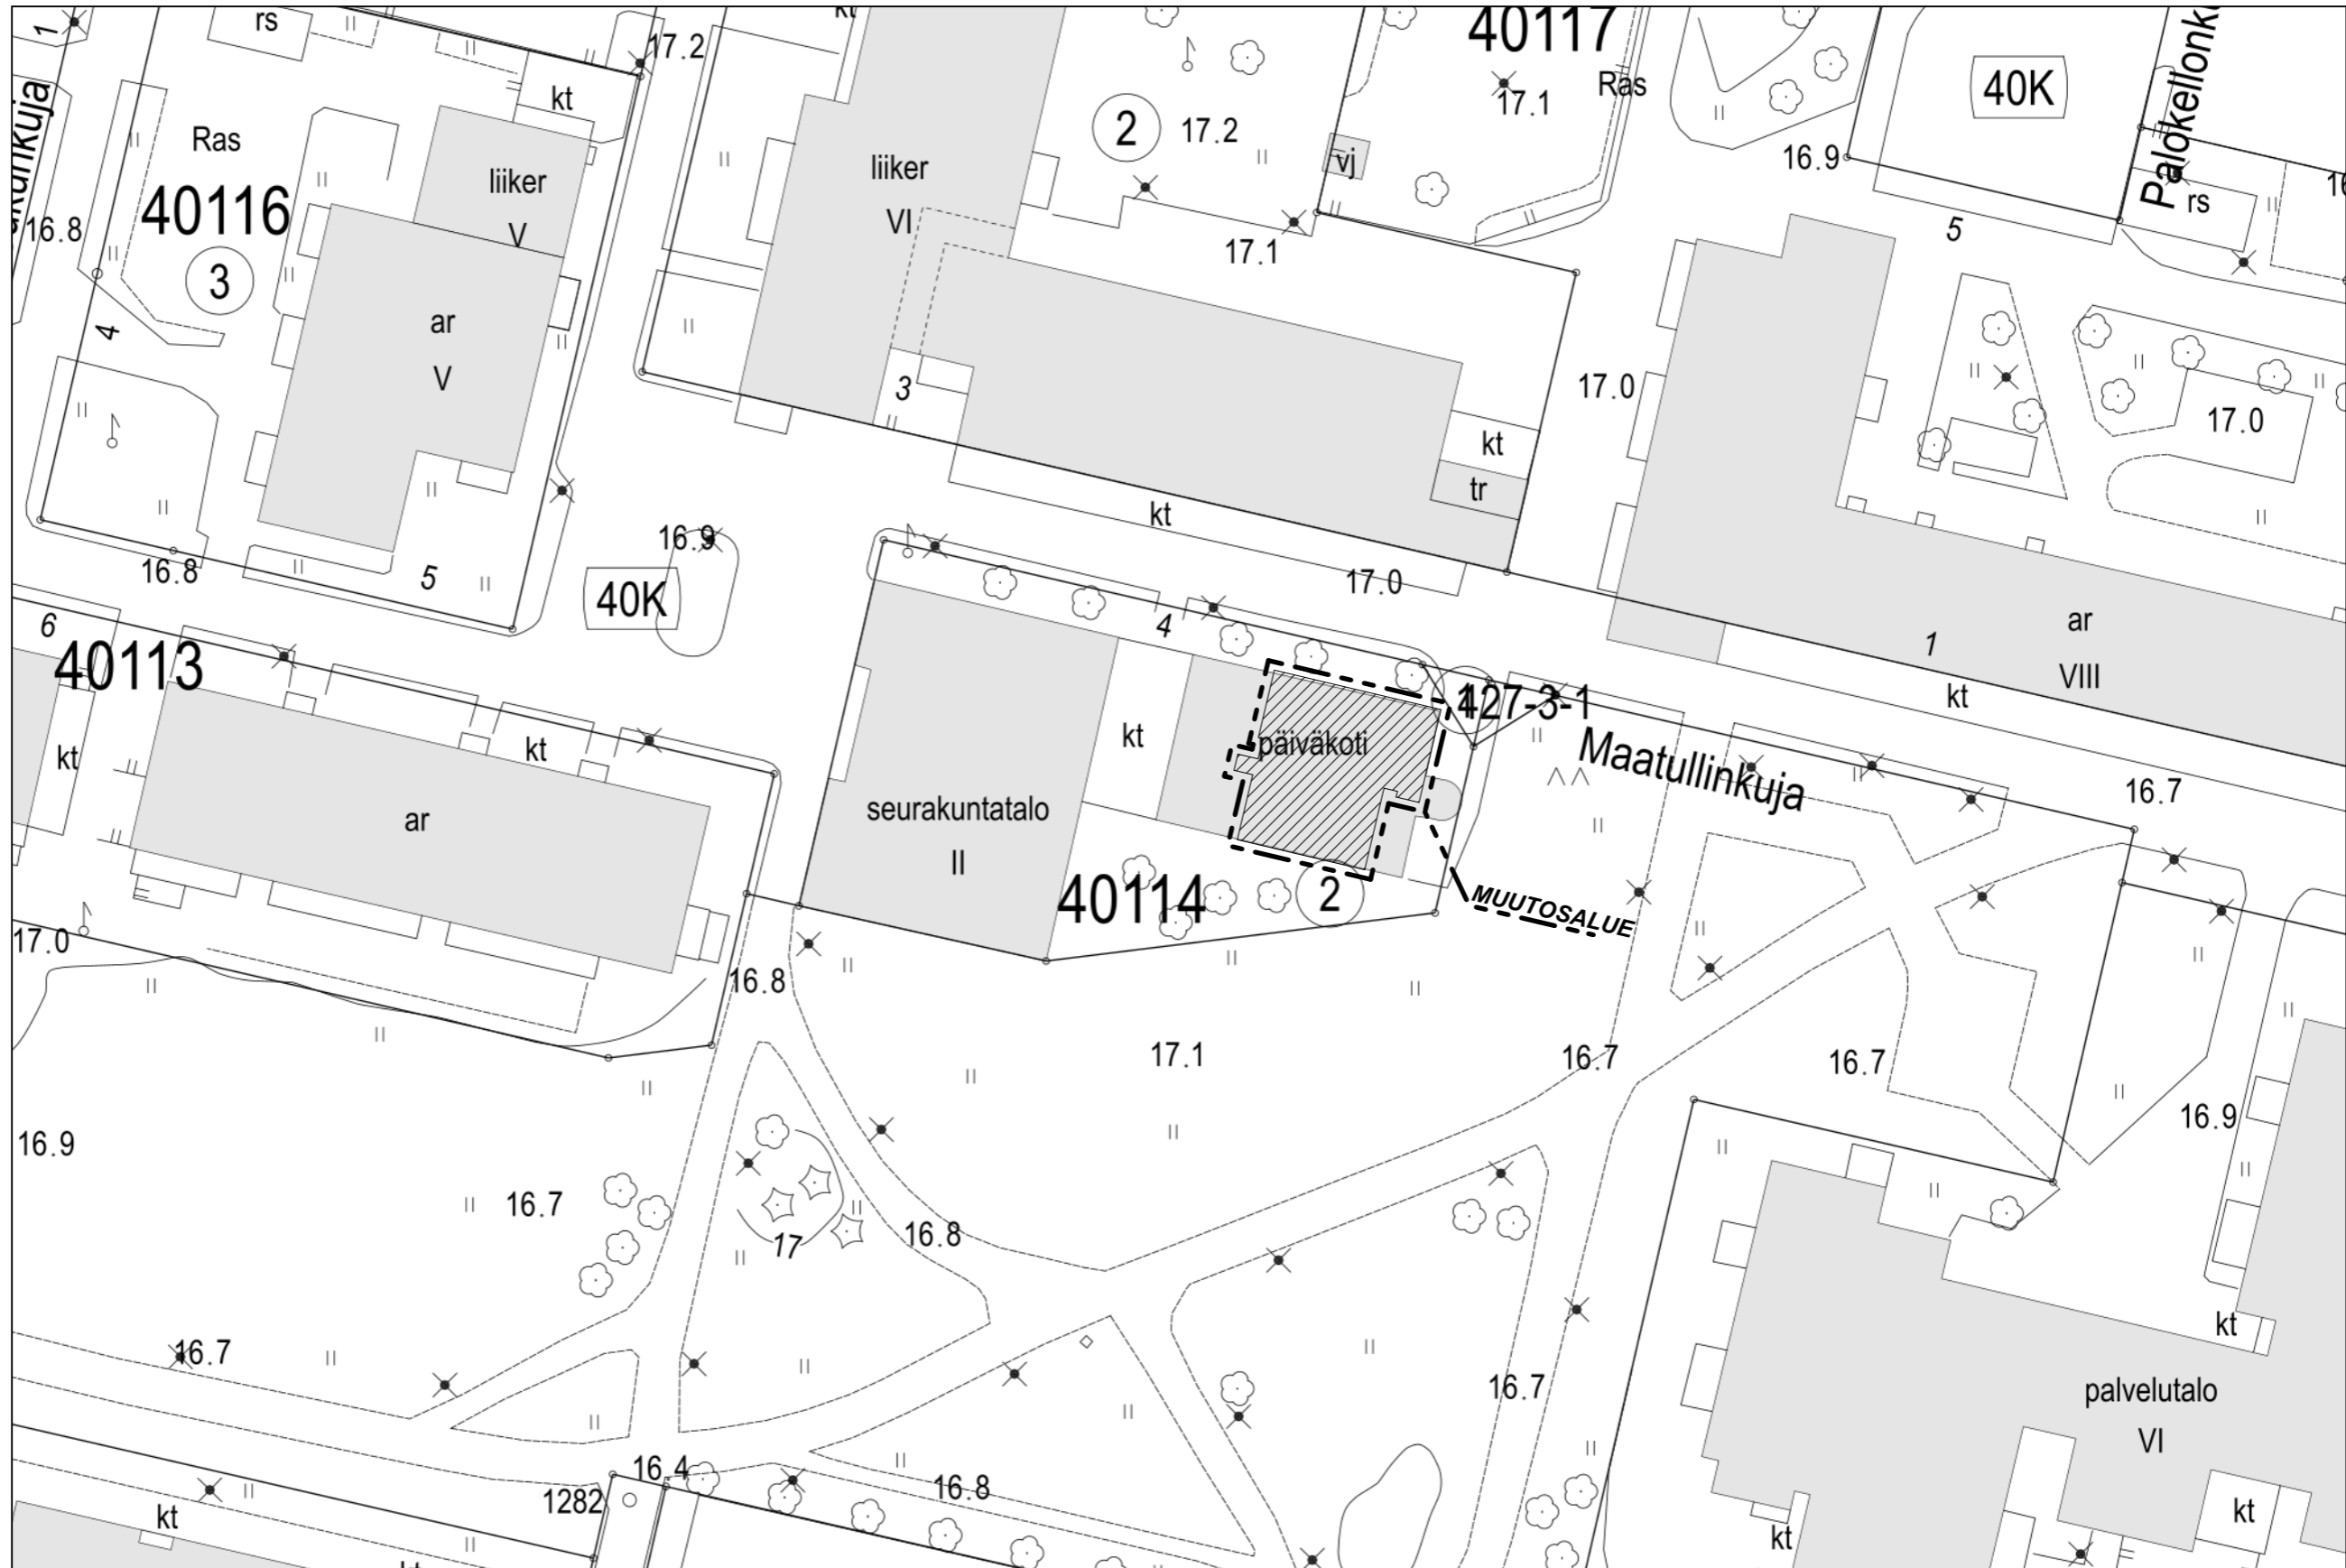 1
rs
17.2
kt
Ras
liiker
V
40116
3
16.8
4
ar
V
16.8
5
liiker
VI
2
17.2
17.1
3
40117
17.1
Ras
vj
16.9
40K
5
rs
17.0
17.0
kt
tr
kt
17.0
16.9
40K
6
40113
kt
kt
ar
17.0
16.8
seurakuntatalo
II
kt
4
päiväkoti
127-3-1
Maatullinkuja
MUUTOSALUE
40114
2
1
ar
VIII
kt
16.7
17.1
16.7
16.7
16.9
16.9
16.7
17
16.8
16.7
16.7
kt
palvelutalo
VI
kt
kt
16.4
1282
16.8
kt